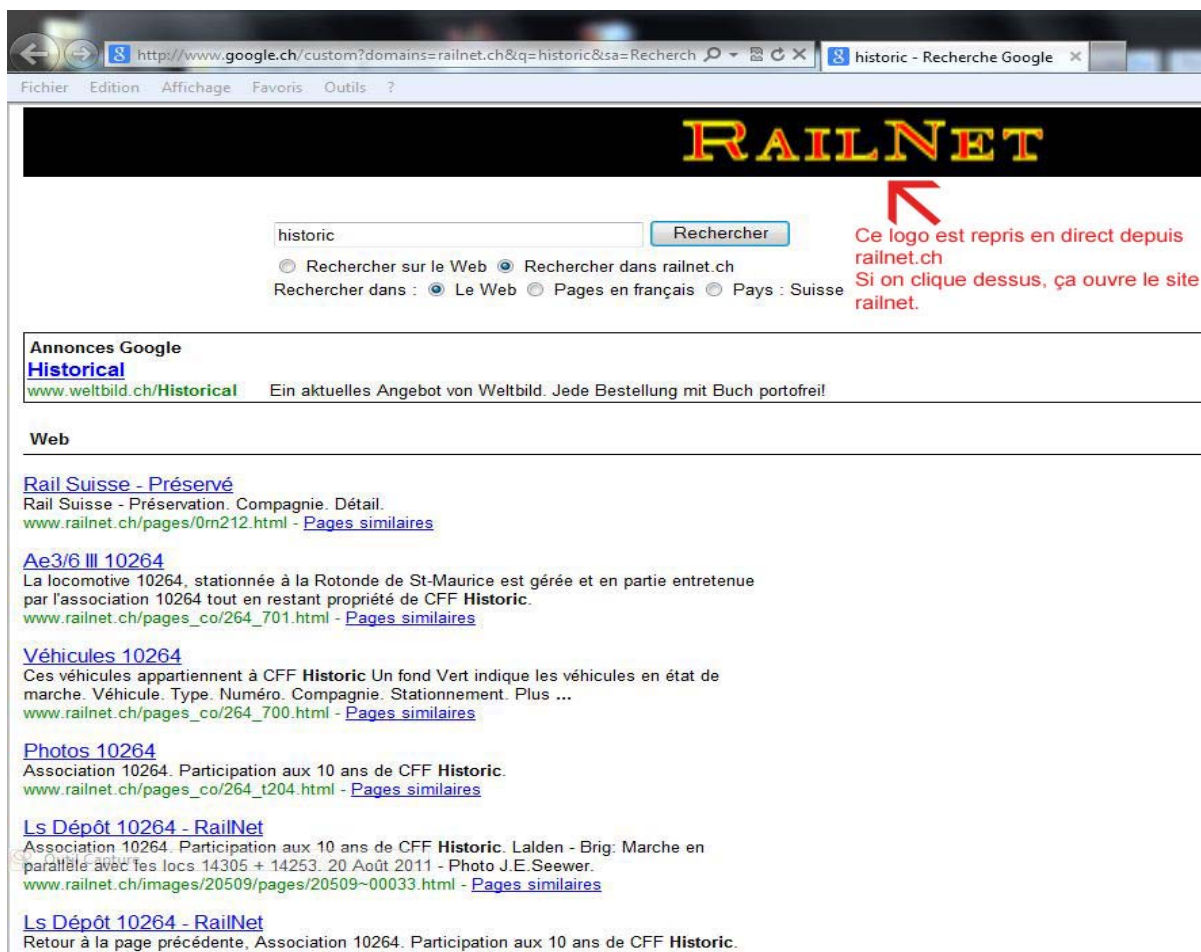 http://www.google.ch/custom?domains=railnet.ch&q=historic&sa=Recherch
historic - Recherche Google
Fichier Edition Affichage Favoris Outils ?
RAILNET
historic Rechercher
Rechercher sur le Web Rechercher dans railnet.ch
Rechercher dans : Le Web Pages en français Pays : Suisse
Ce logo est repris en direct depuis
railnet.ch
Si on clique dessus, ça ouvre le site
railnet.
Annonces Google
Historical
www.weltbild.ch/Historical Ein aktuelles Angebot von Weltbild. Jede Bestellung mit Buch portofrei!
Web
Rail Suisse - Préservé
Rail Suisse - Préservation. Compagnie. Détail.
www.railnet.ch/pages/0rn212.html - Pages similaires
Ae3/6 III 10264
La locomotive 10264, stationnée à la Rotonde de St-Maurice est gérée et en partie entretenue
par l'association 10264 tout en restant propriété de CFF Historic.
www.railnet.ch/pages_co/264_701.html - Pages similaires
Véhicules 10264
Ces véhicules appartiennent à CFF Historic Un fond Vert indique les véhicules en état de
marche. Véhicule. Type. Numéro. Compagnie. Stationnement. Plus ...
www.railnet.ch/pages_co/264_700.html - Pages similaires
Photos 10264
Association 10264. Participation aux 10 ans de CFF Historic.
www.railnet.ch/pages_co/264_t204.html - Pages similaires
Ls Dépôt 10264 - RailNet
Association 10264. Participation aux 10 ans de CFF Historic. Lalden - Brig: Marche en
Outil Capture
parallèle avec les locs 14305 + 14253. 20 Août 2011 - Photo J.E.Seewer.
www.railnet.ch/images/20509/pages/20509~00033.html - Pages similaires
Ls Dépôt 10264 - RailNet
Retour à la page précédente, Association 10264. Participation aux 10 ans de CFF Historic.